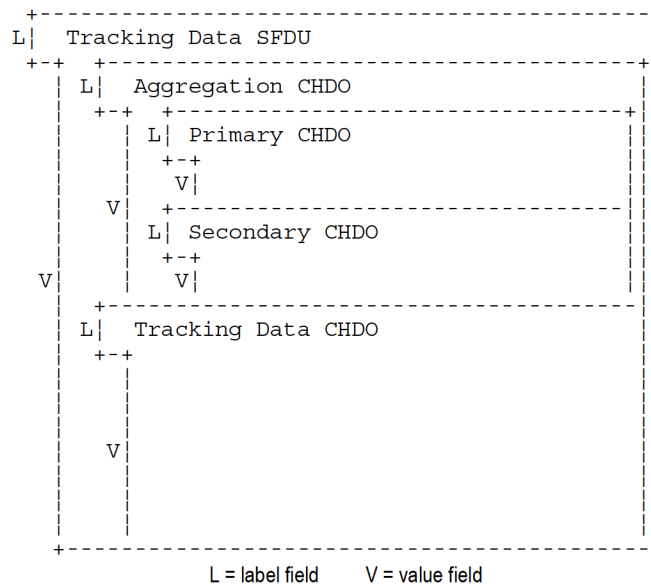 L Tracking Data SFDU
L Aggregation CHDO
L Primary CHDO
V
V
L Secondary CHDO
V
V
L Tracking Data CHDO
V
L = label field V = value field